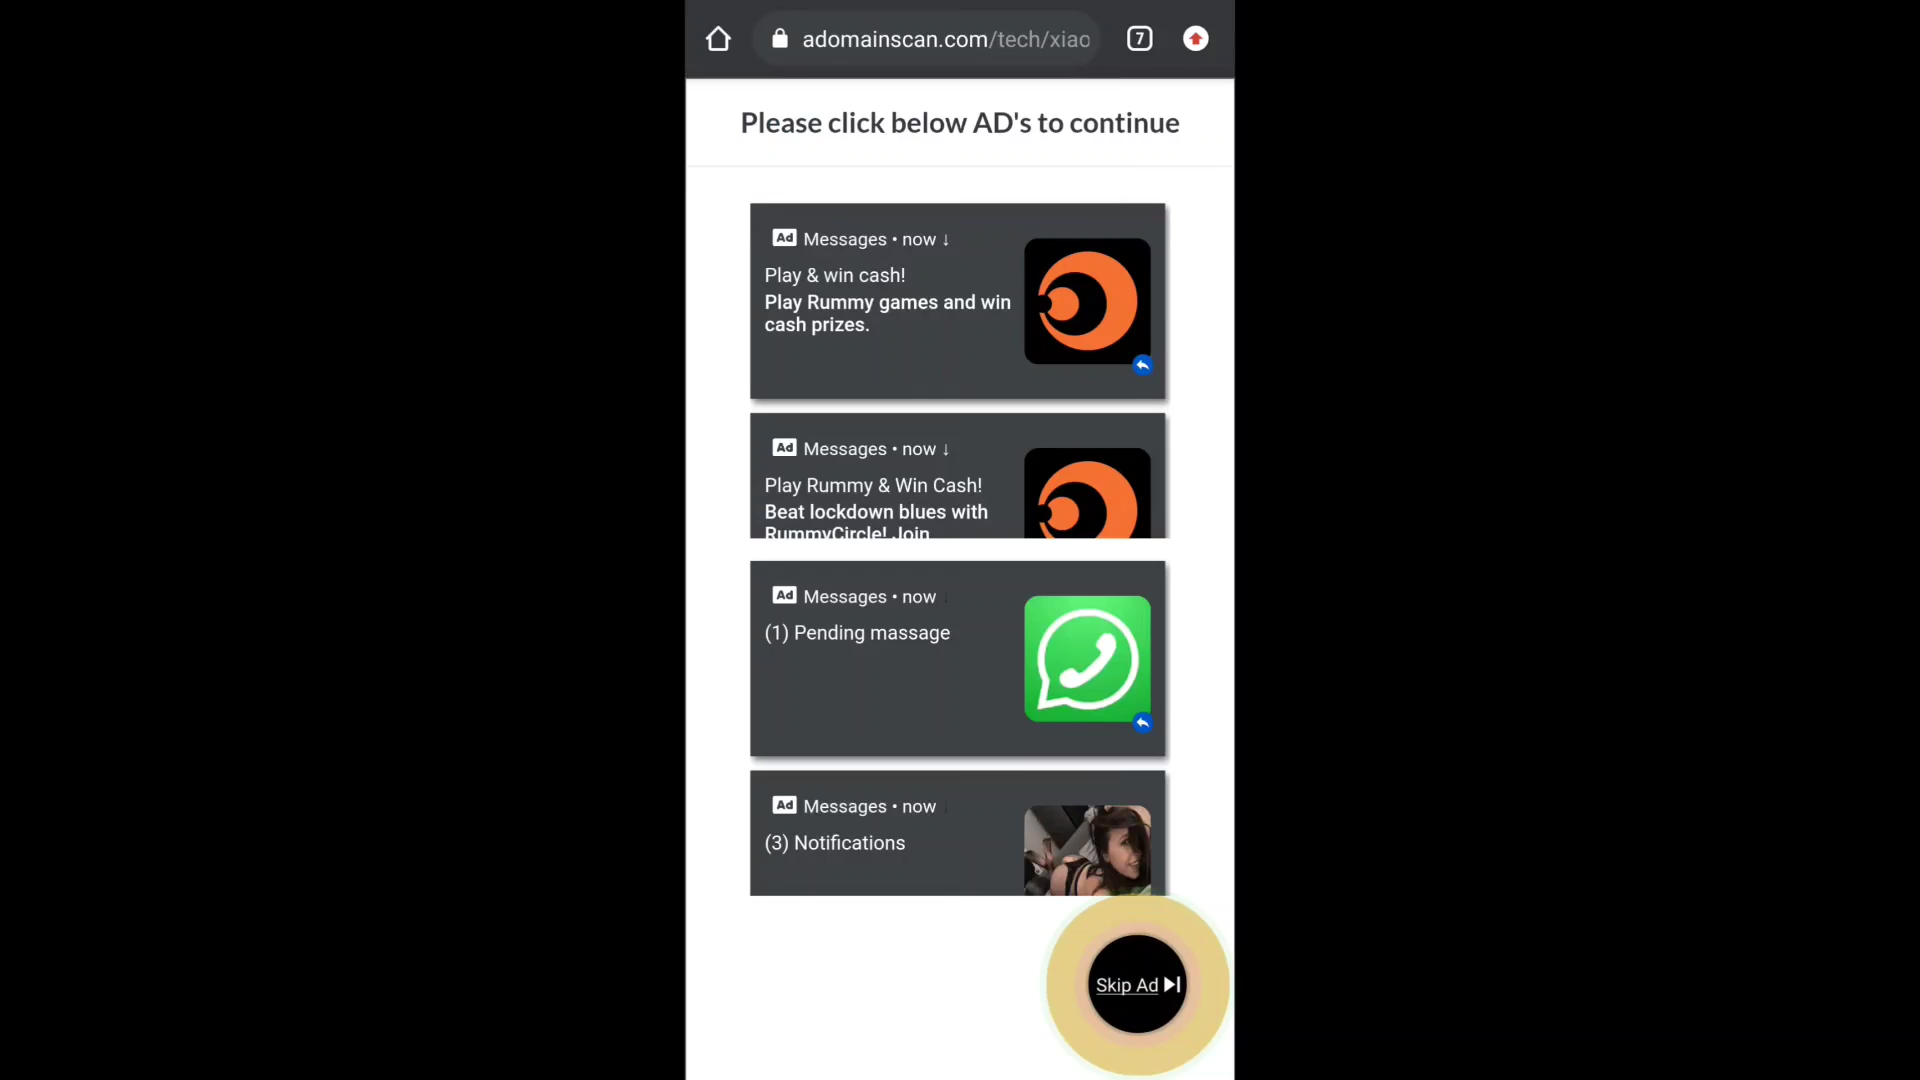 adomainscan.com/tech/xiao
7
Please click below AD's to continue
Ad Messages • now ↓
Play & win cash!
Play Rummy games and win
cash prizes.
Ad Messages • now ↓
Play Rummy & Win Cash!
Beat lockdown blues with
RummyCircle! Join
Ad Messages • now
(1) Pending massage
Ad Messages • now
(3) Notifications
Skip Ad